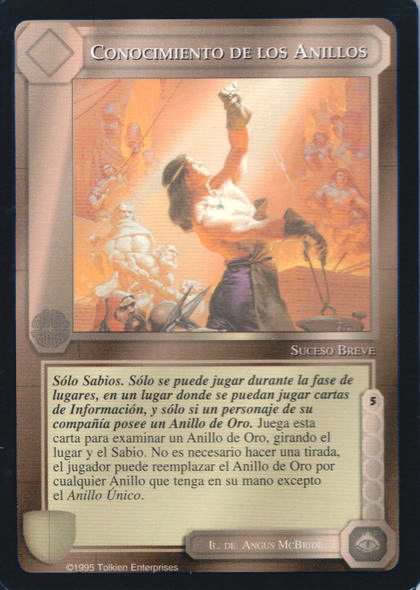 Conocimiento de los Anillos
Suceso Breve
Sólo Sabios. Sólo se puede jugar durante la fase de
lugares, en un lugar donde se puedan jugar cartas
de Información, y sólo si un personaje de su
compañía posee un Anillo de Oro. Juega esta
carta para examinar un Anillo de Oro, girando el
lugar y el Sabio. No es necesario hacer una tirada,
el jugador puede reemplazar el Anillo de Oro por
cualquier Anillo que tenga en su mano excepto
el Anillo Único.
5
Il. de Angus McBride
©1995 Tolkien Enterprises